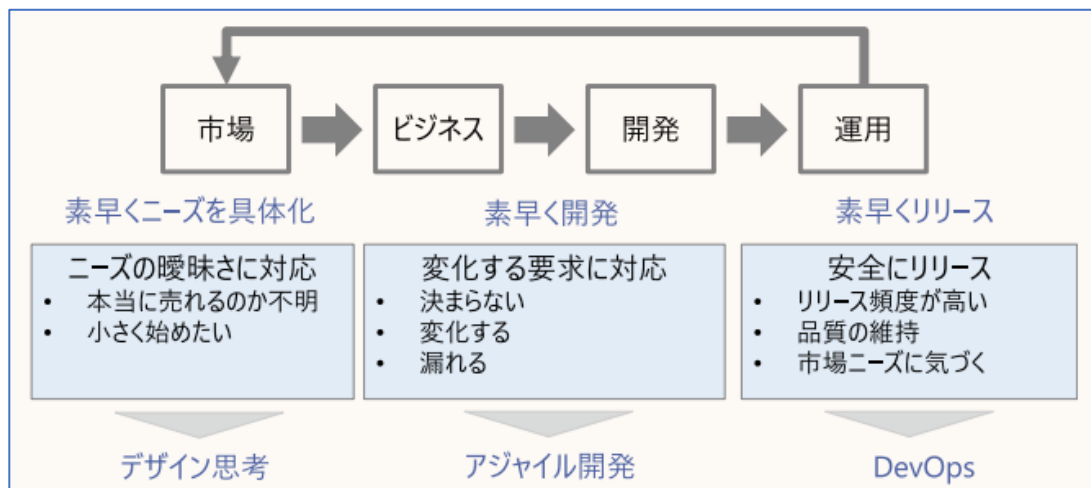 市場
ビジネス
開発
運用
素早くニーズを具体化
素早く開発
素早くリリース
ニーズの曖昧さに対応
• 本当に売れるのか不明
• 小さく始めたい
変化する要求に対応
• 決まらない
• 変化する
• 漏れる
安全にリリース
• リリース頻度が高い
• 品質の維持
• 市場ニーズに気づく
デザイン思考
アジャイル開発
DevOps